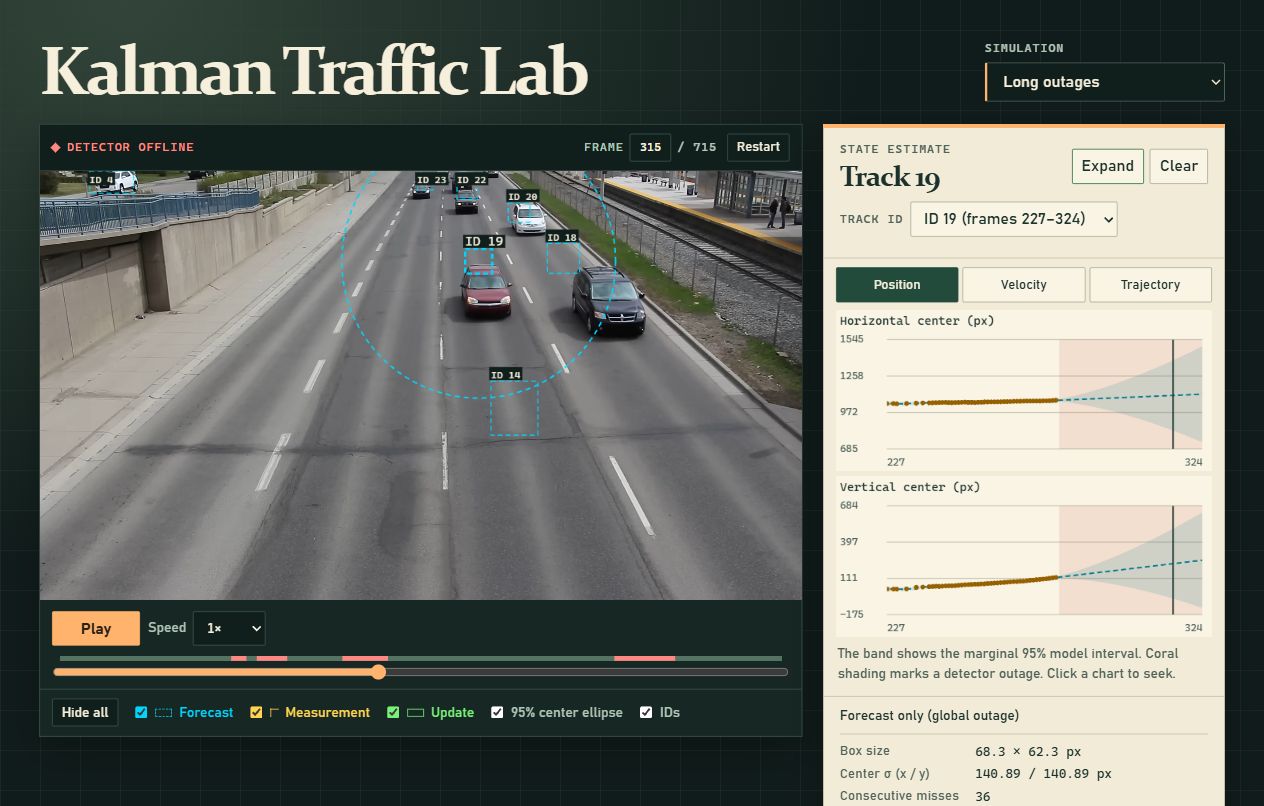 Kalman Traffic Lab
SIMULATION
Long outages
DETECTOR OFFLINE
FRAME 315 / 715 Restart
ID 4
ID 23
ID 22
ID 20
ID 19
ID 18
ID 14
Play Speed 1×
Hide all Forecast Measurement Update 95% center ellipse IDs
STATE ESTIMATE
Track 19
Expand Clear
TRACK ID ID 19 (frames 227–324)
Position Velocity Trajectory
Horizontal center (px)
1545
1258
972
685
227 324
Vertical center (px)
684
397
111
−175
227 324
The band shows the marginal 95% model interval. Coral
shading marks a detector outage. Click a chart to seek.
Forecast only (global outage)
Box size 68.3 × 62.3 px
Center σ (x / y) 140.89 / 140.89 px
Consecutive misses 36